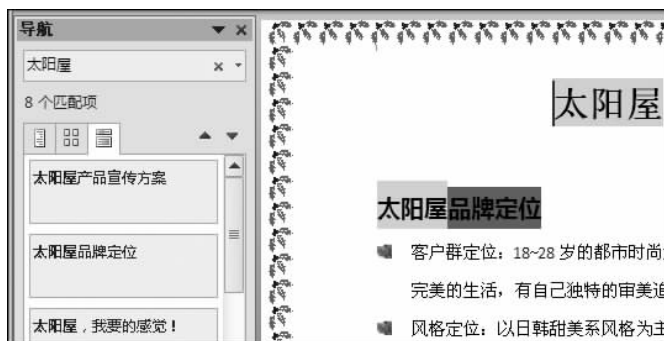 导航
太阳屋
8 个匹配项
太阳屋产品宣传方案
太阳屋品牌定位
太阳屋，我要的感觉！
太阳屋
太阳屋品牌定位
客户群定位：18~28 岁的都市时尚
完美的生活，有自己独特的审美追
风格定位：以日韩甜美系风格为主